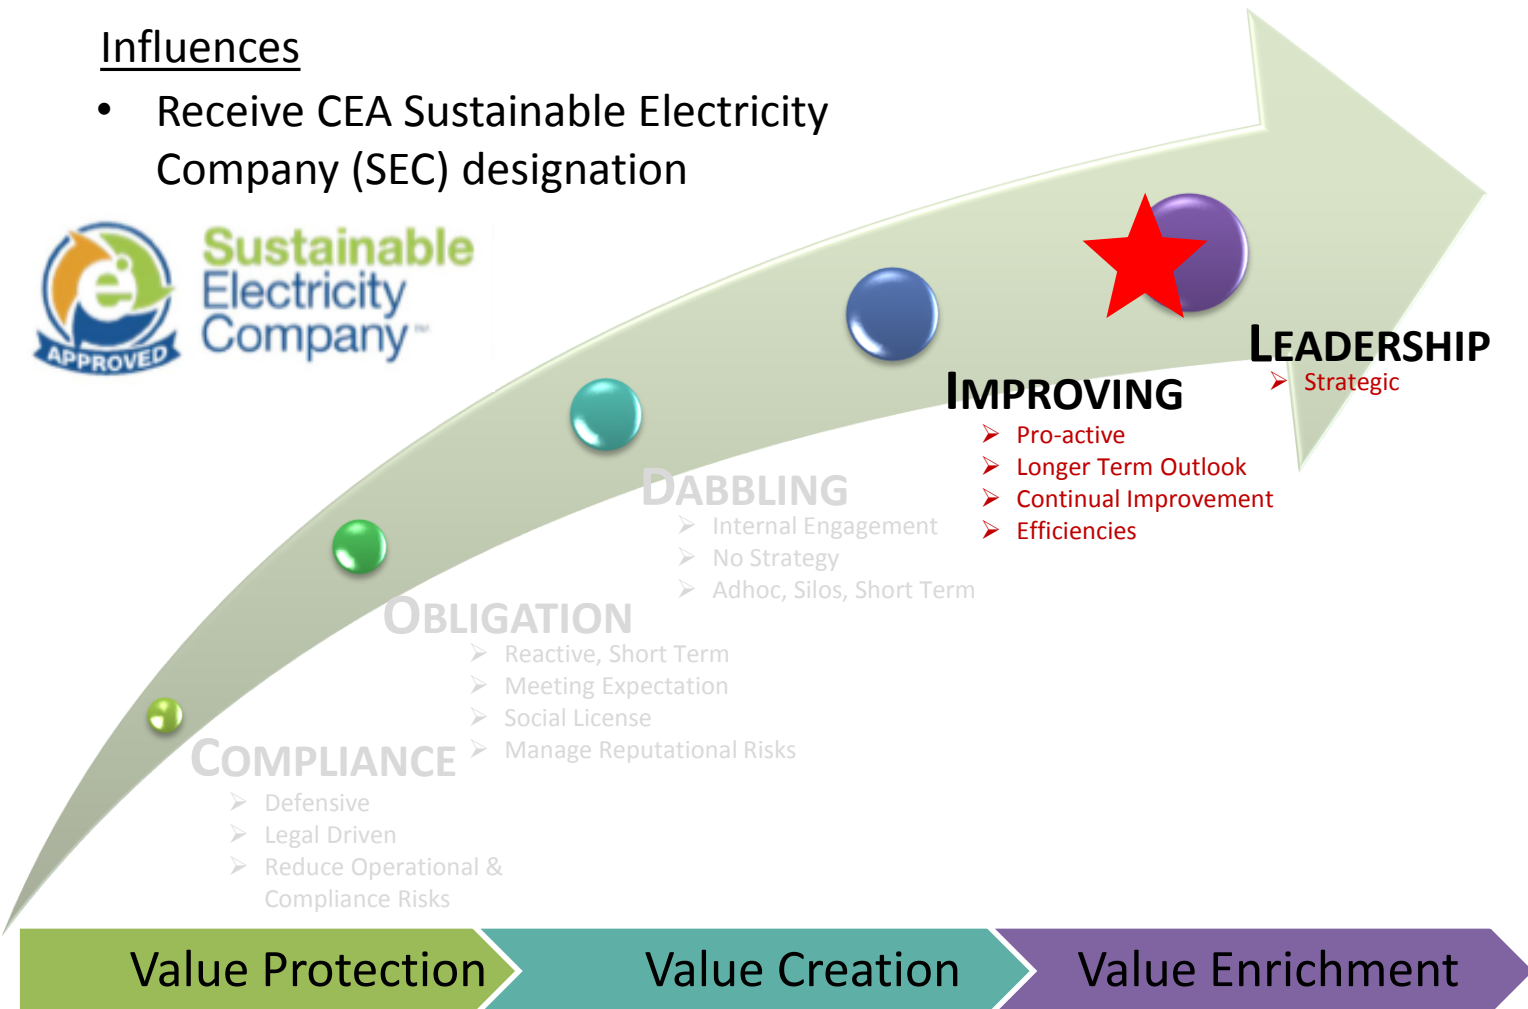 Influences
• Receive CEA Sustainable Electricity
Company (SEC) designation
Sustainable
Electricity
Company™
APPROVED
LEADERSHIP
➢ Strategic
IMPROVING
➢ Pro-active
➢ Longer Term Outlook
➢ Continual Improvement
➢ Efficiencies
DABBLING
➢ Internal Engagement
➢ No Strategy
➢ Adhoc, Silos, Short Term
OBLIGATION
➢ Reactive, Short Term
➢ Meeting Expectation
➢ Social License
➢ Manage Reputational Risks
COMPLIANCE
➢ Defensive
➢ Legal Driven
➢ Reduce Operational &
Compliance Risks
Value Protection
Value Creation
Value Enrichment